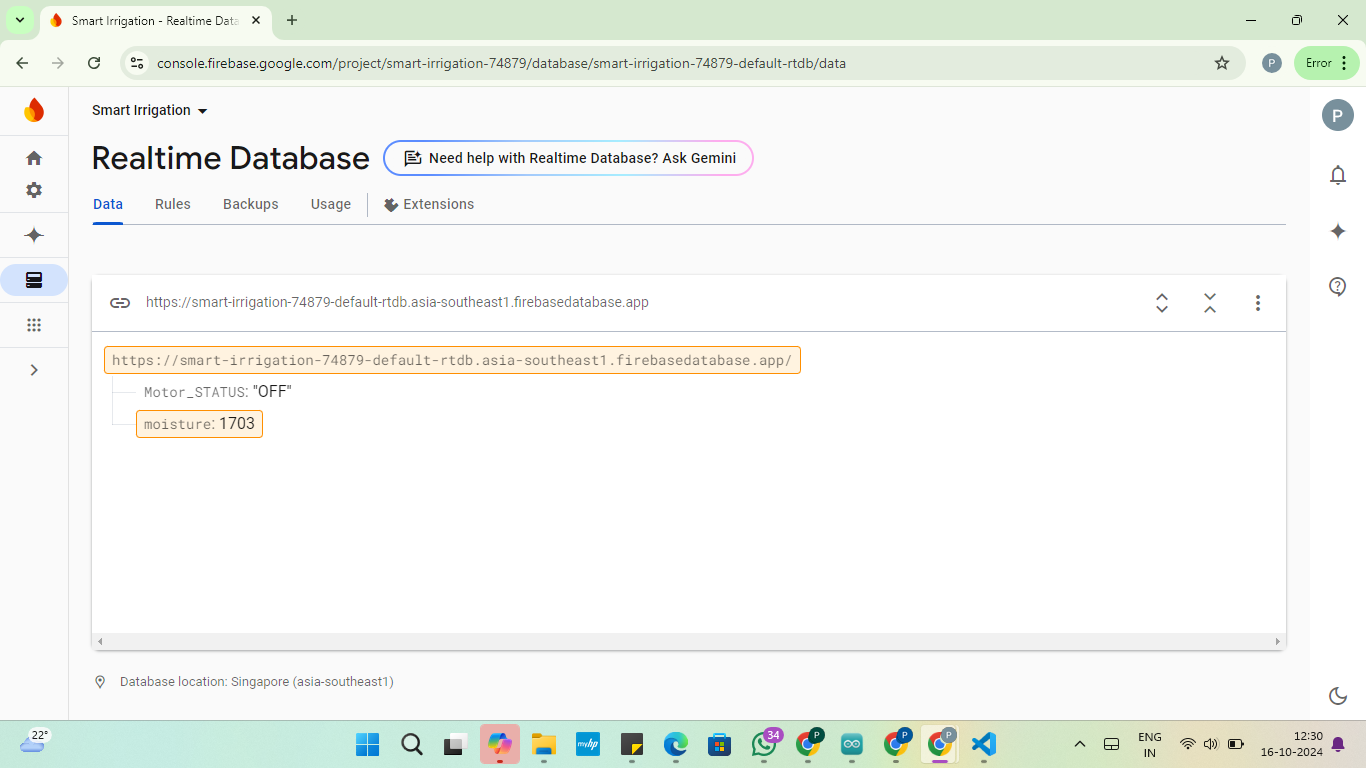 Smart Irrigation - Realtime Data
console.firebase.google.com/project/smart-irrigation-74879/database/smart-irrigation-74879-default-rtdb/data
P
Error
Smart Irrigation
P
Realtime Database
Need help with Realtime Database? Ask Gemini
Data
Rules
Backups
Usage
Extensions
https://smart-irrigation-74879-default-rtdb.asia-southeast1.firebasedatabase.app
https://smart-irrigation-74879-default-rtdb.asia-southeast1.firebasedatabase.app/
Motor_STATUS: "OFF"
moisture: 1703
Database location: Singapore (asia-southeast1)
22°
myhp
34
P
P
P
ENG
IN
12:30
16-10-2024